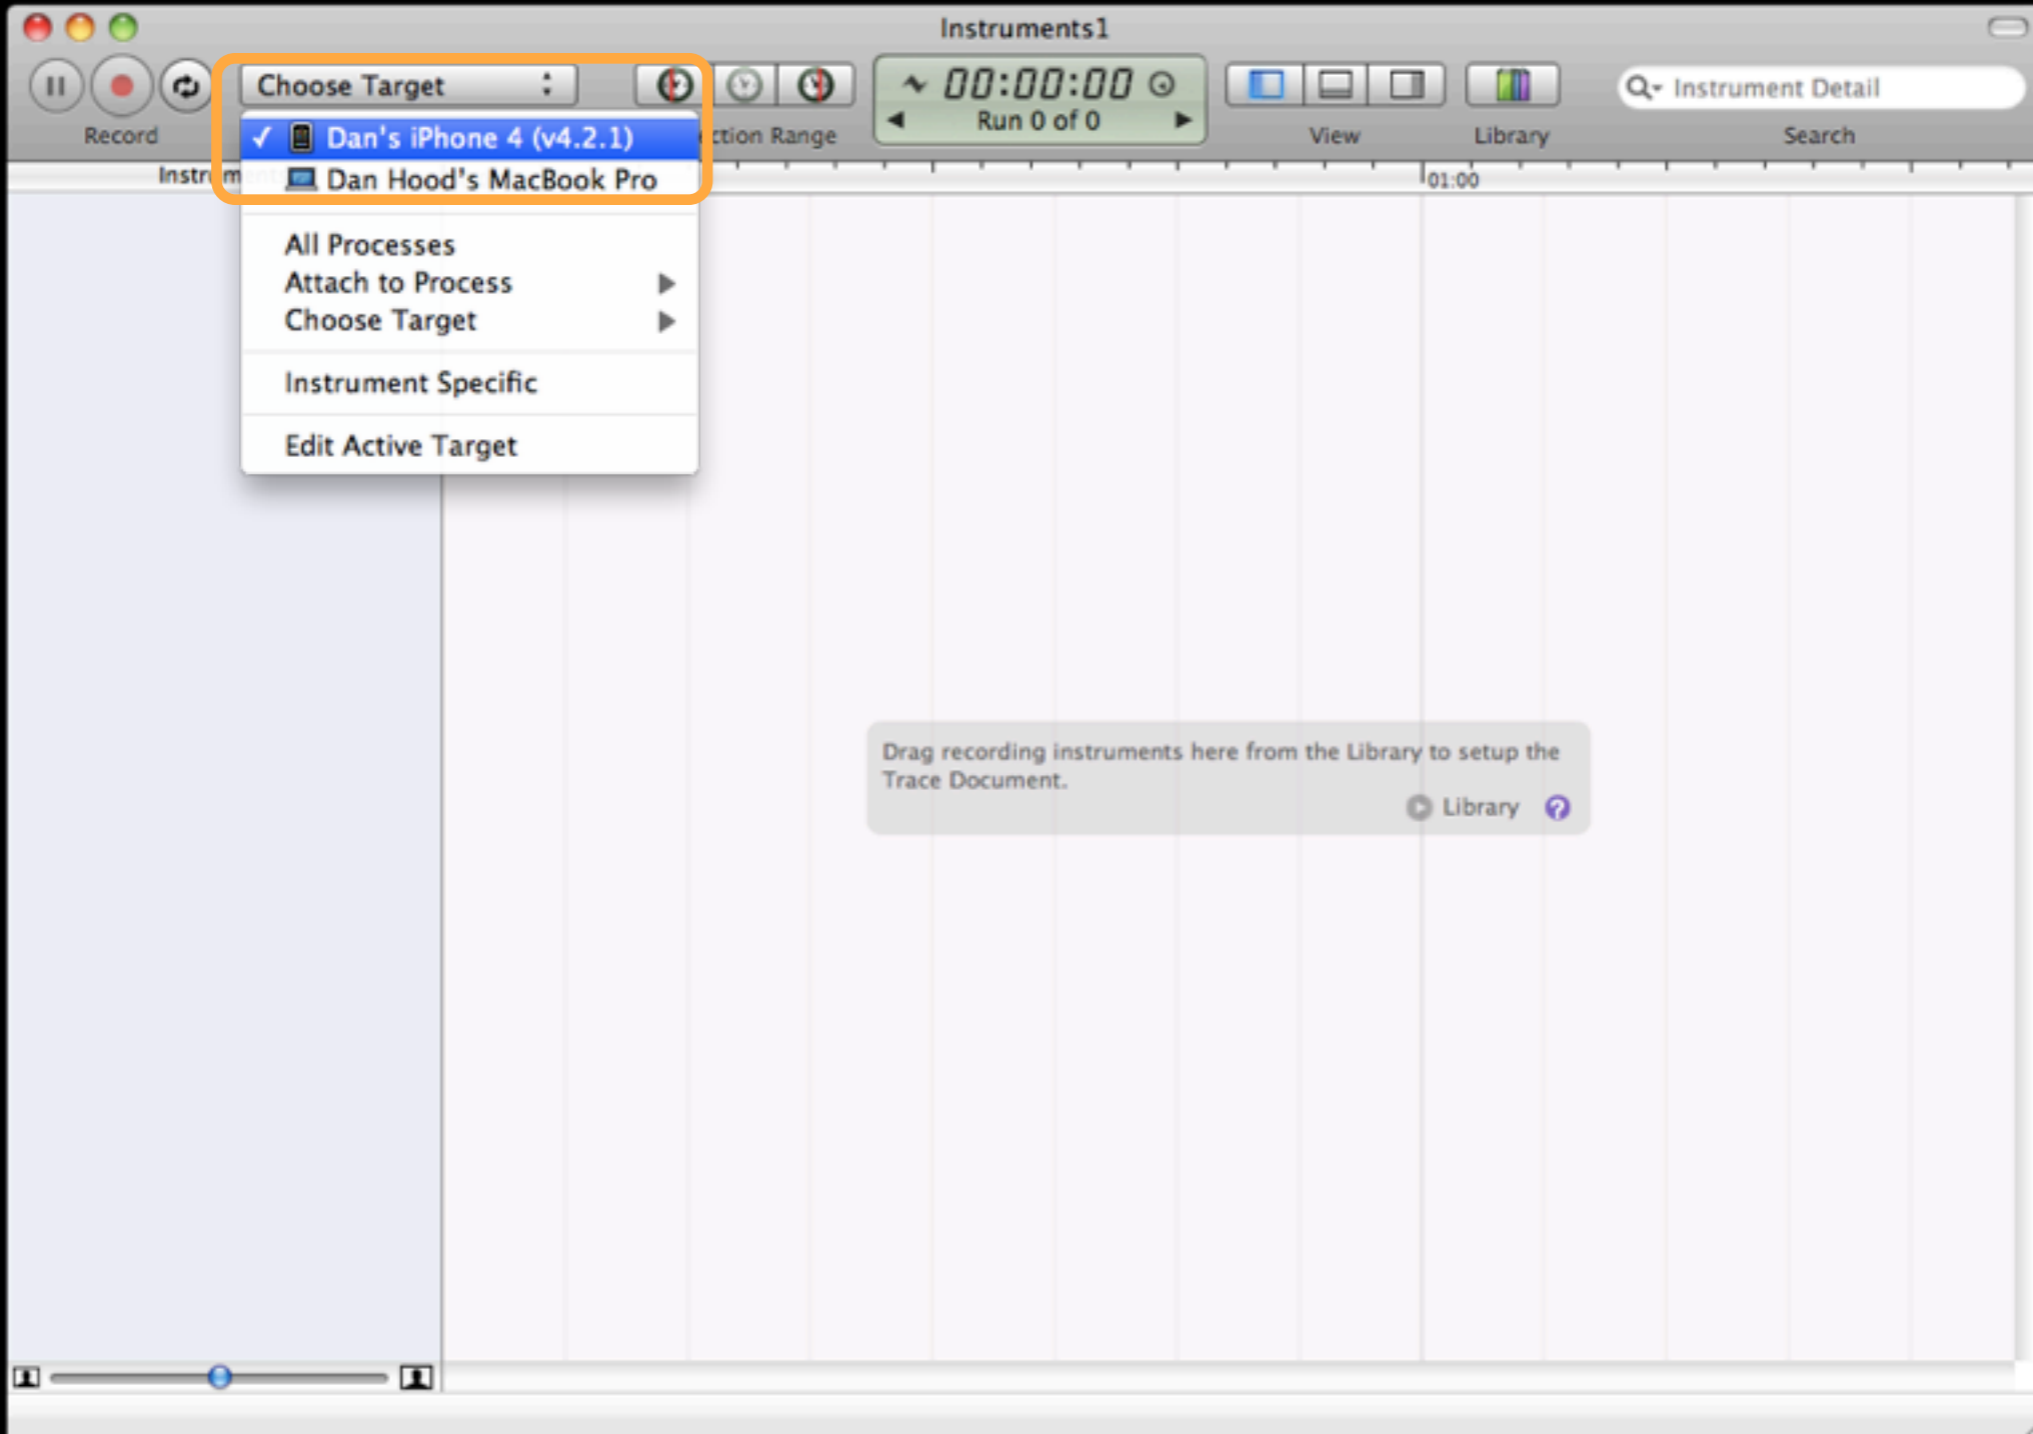 Instruments1
Choose Target
00:00:00
Run 0 of 0
Instrument Detail
Record
ction Range
View
Library
Search
Dan's iPhone 4 (v4.2.1)
Dan Hood's MacBook Pro
01:00
All Processes
Attach to Process
Choose Target
Instrument Specific
Edit Active Target
Drag recording instruments here from the Library to setup the
Trace Document.
Library ?